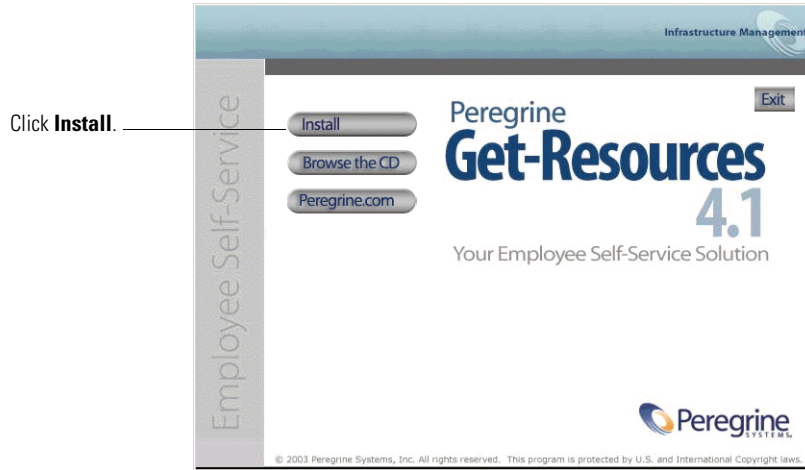 Infrastructure Management
Click Install.
Employee Self-Service
Install
Browse the CD
Peregrine.com
Exit
Peregrine
Get-Resources
4.1
Your Employee Self-Service Solution
Peregrine
SYSTEMS
© 2003 Peregrine Systems, Inc. All rights reserved. This program is protected by U.S. and International Copyright laws.